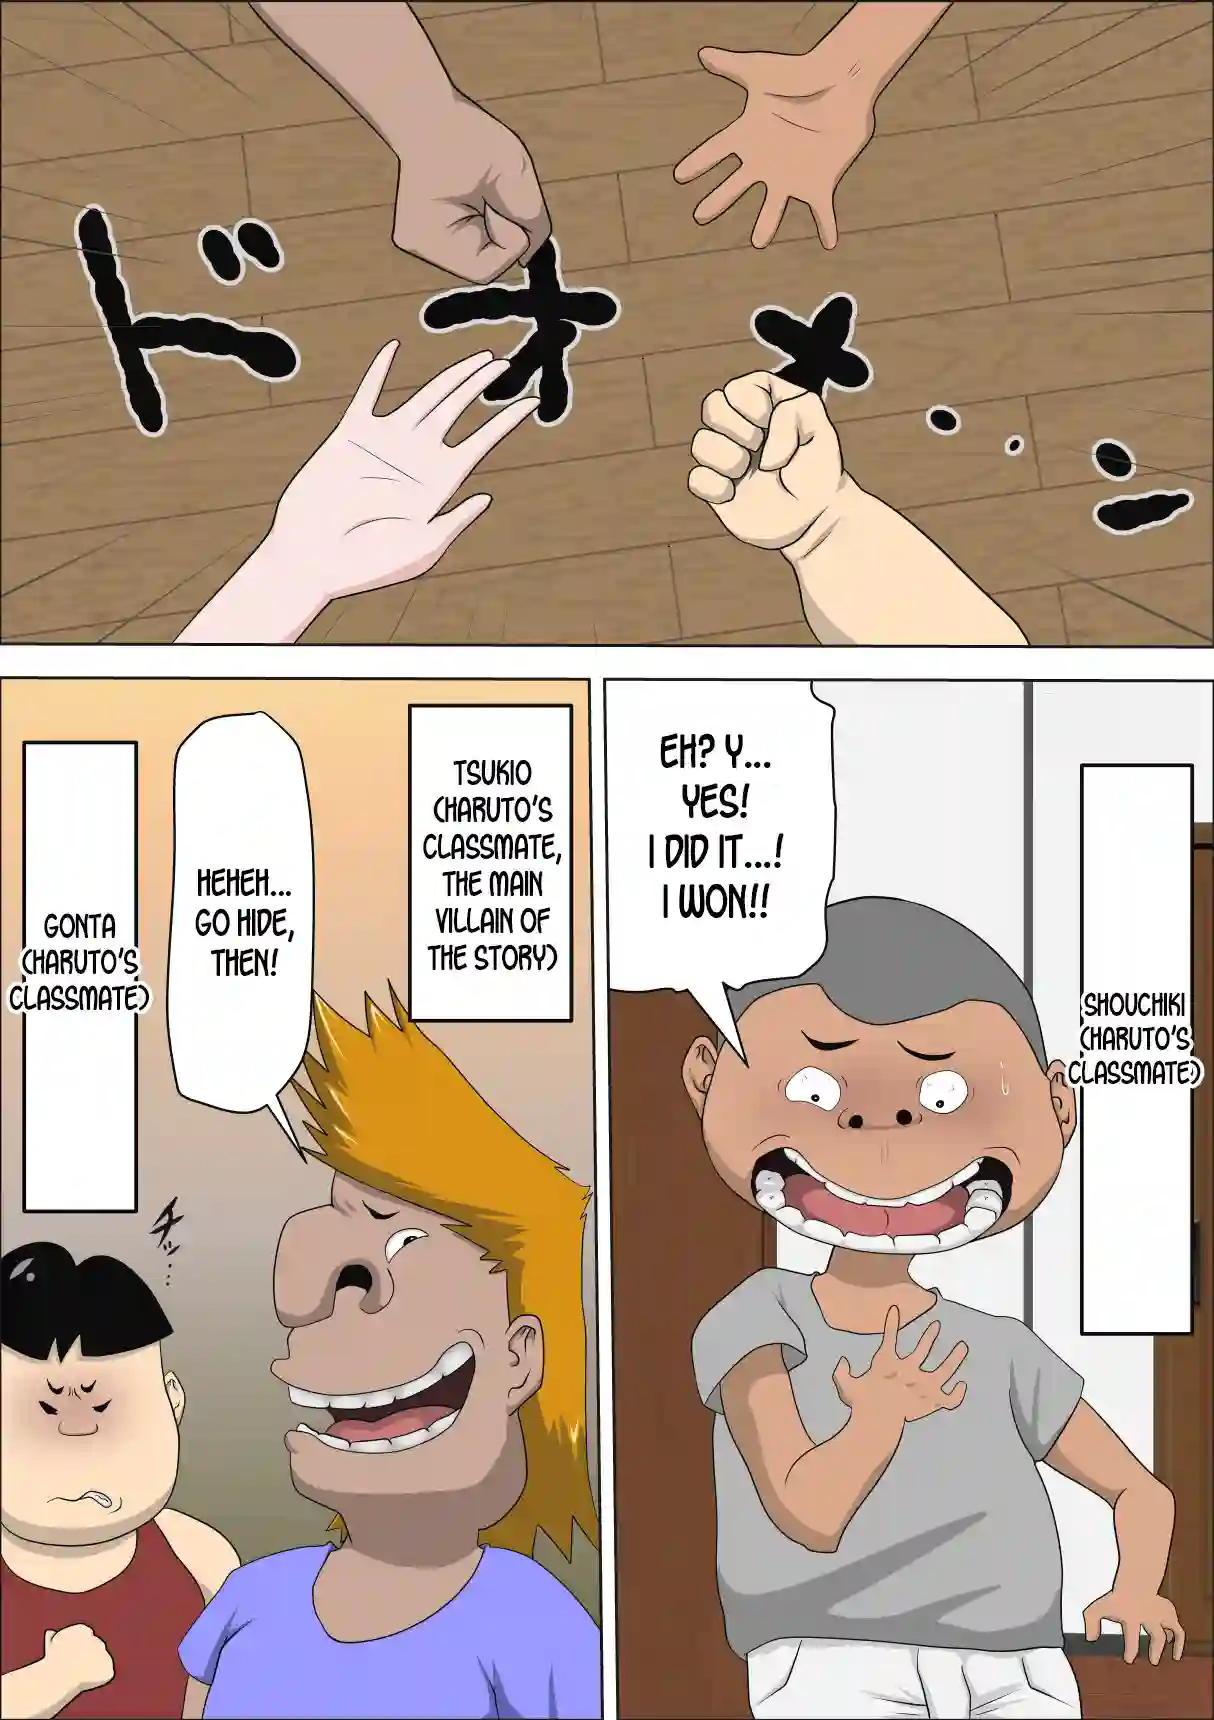 ドオォ...ン
EH? Y...
YES!
I DID IT...!
I WON!!
SHOUCHIKI
(HARUTO'S
CLASSMATE)
TSUKIO
(HARUTO'S
CLASSMATE,
THE MAIN
VILLAIN OF
THE STORY)
HEHEH...
GO HIDE,
THEN!
GONTA
(HARUTO'S
CLASSMATE)
チッ...